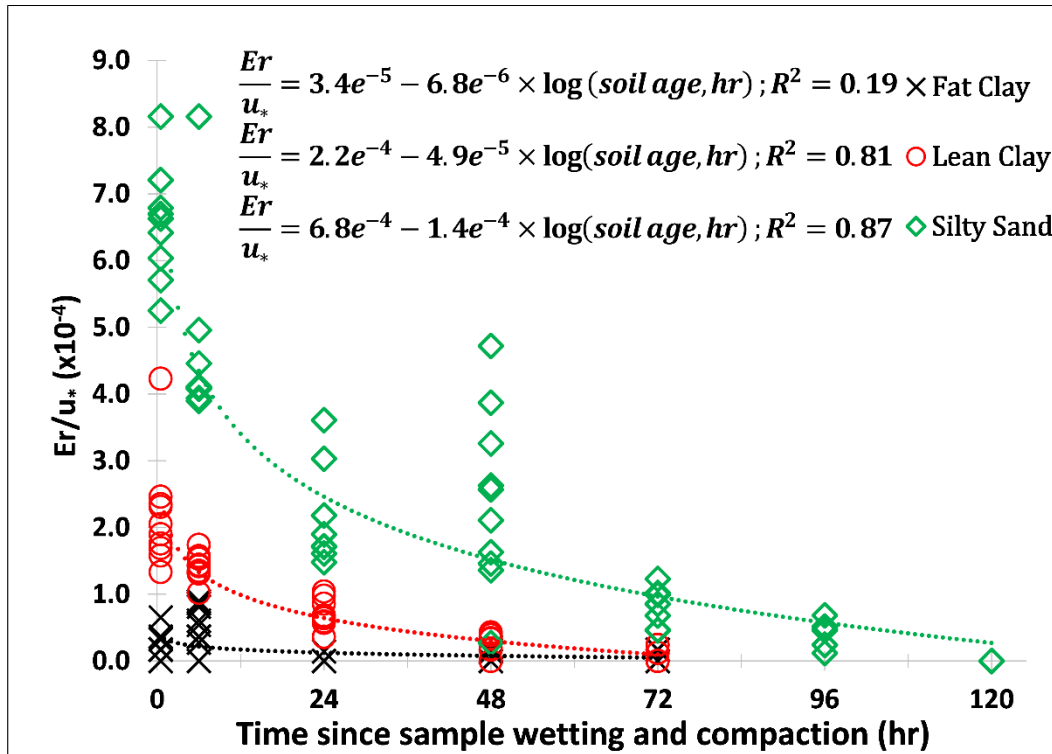 9.0
8.0
7.0
6.0
5.0
4.0
3.0
2.0
1.0
0.0
Er/u* (x10-4)
Er/u* = 3.4e−5 − 6.8e−6 × log (soil age, hr) ; R2 = 0.19 × Fat Clay
Er/u* = 2.2e−4 − 4.9e−5 × log(soil age, hr) ; R2 = 0.81 Lean Clay
Er/u* = 6.8e−4 − 1.4e−4 × log(soil age, hr) ; R2 = 0.87 Silty Sand
0 24 48 72 96 120
Time since sample wetting and compaction (hr)